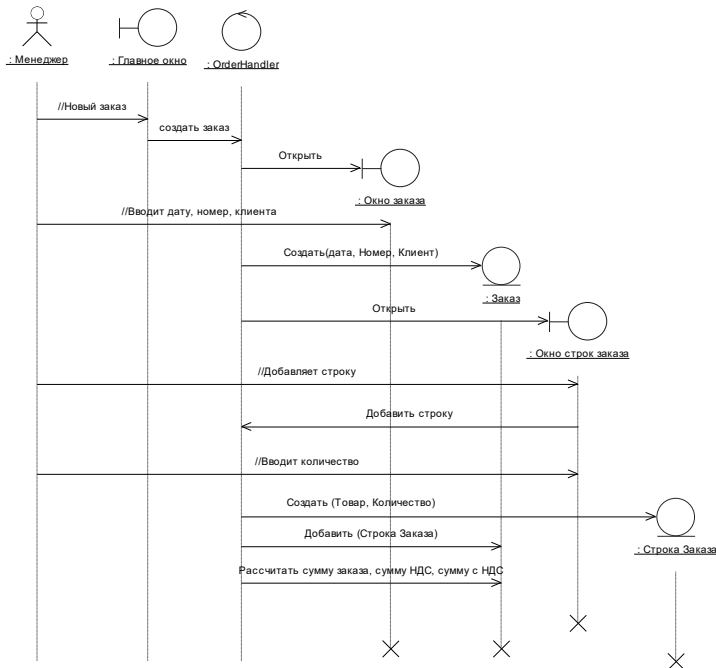 : Менеджер
: Главное окно
: OrderHandler
//Новый заказ
создать заказ
Открыть
: Окно заказа
//Вводит дату, номер, клиента
Создать(дата, Номер, Клиент)
: Заказ
Открыть
: Окно строк заказа
//Добавляет строку
Добавить строку
//Вводит количество
Создать (Товар, Количество)
Добавить (Строка Заказа)
: Строка Заказа
Рассчитать сумму заказа, сумму НДС, сумму с НДС